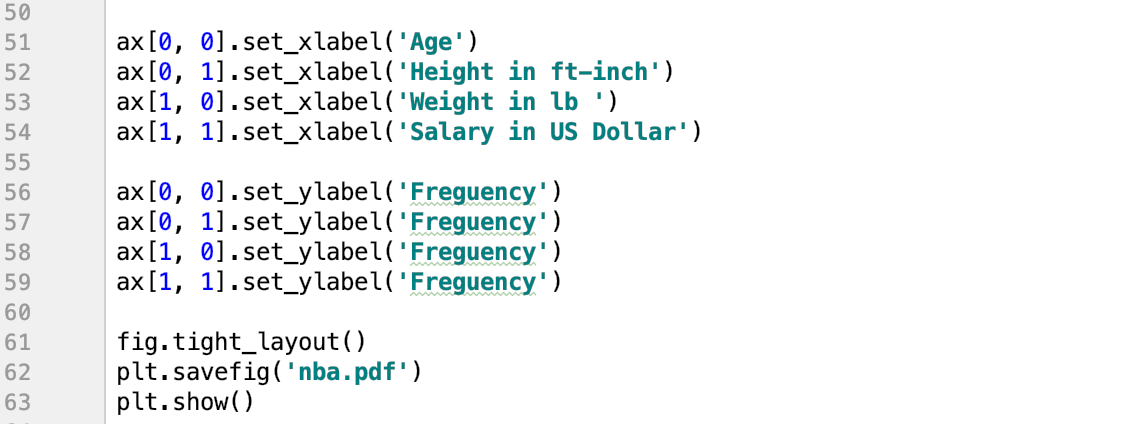 50
51 ax[0, 0].set_xlabel('Age')
52 ax[0, 1].set_xlabel('Height in ft-inch')
53 ax[1, 0].set_xlabel('Weight in lb ')
54 ax[1, 1].set_xlabel('Salary in US Dollar')
55
56 ax[0, 0].set_ylabel('Freguency')
57 ax[0, 1].set_ylabel('Freguency')
58 ax[1, 0].set_ylabel('Freguency')
59 ax[1, 1].set_ylabel('Freguency')
60
61 fig.tight_layout()
62 plt.savefig('nba.pdf')
63 plt.show()